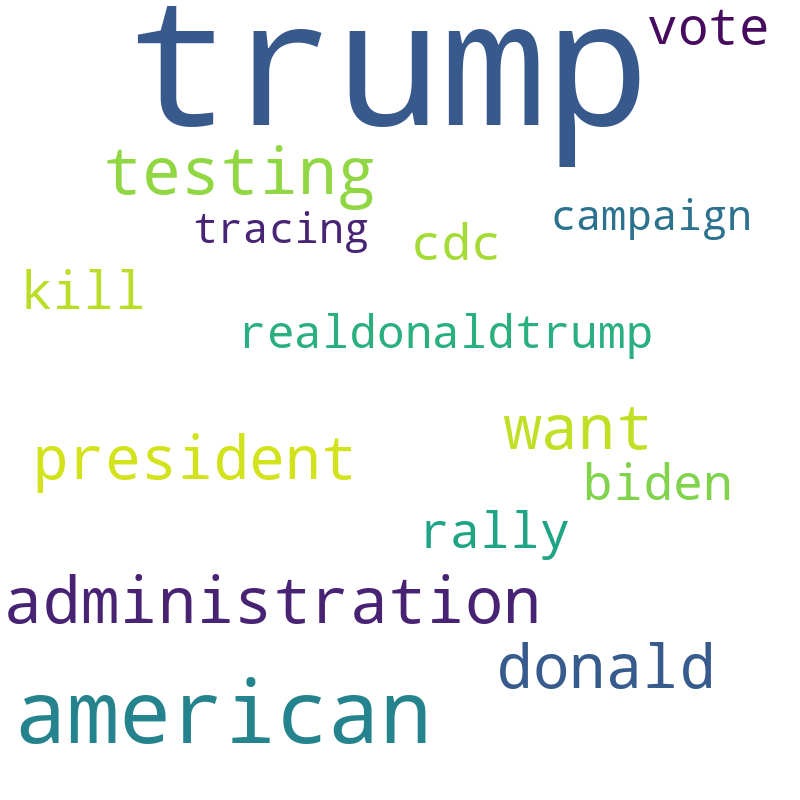 trump
vote
testing
tracing
campaign
cdc
kill
realdonaldtrump
want
president
biden
rally
administration
donald
american